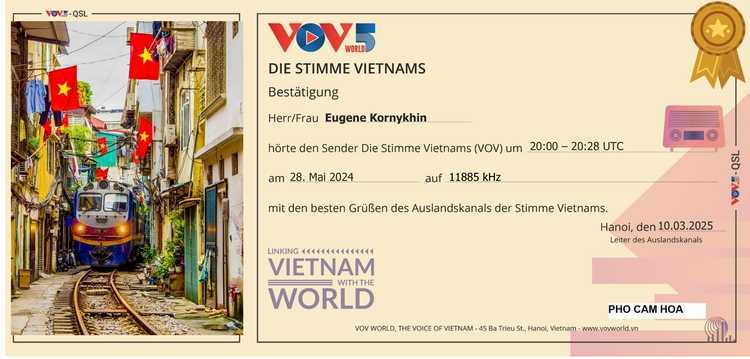 VOV5 - QSL
VOV5
WORLD
DIE STIMME VIETNAMS
Bestätigung
Herr/Frau Eugene Kornykhin
hörte den Sender Die Stimme Vietnams (VOV) um 20:00 – 20:28 UTC
am 28. Mai 2024 auf 11885 kHz
mit den besten Grüßen des Auslandskanals der Stimme Vietnams.
Hanoi, den 10.03.2025
Leiter des Auslandskanals
LINKING
VIETNAM
WITH THE
WORLD
PHO CAM HOA
VOV WORLD, THE VOICE OF VIETNAM - 45 Ba Trieu St., Hanoi, Vietnam - www.vovworld.vn
VOV5 - QSL